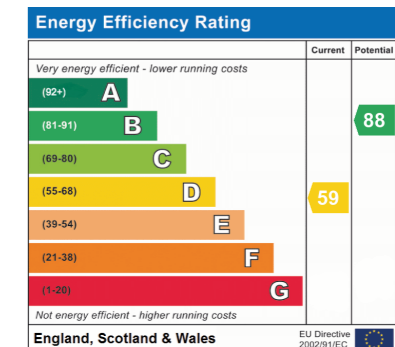 Energy Efficiency Rating
Current Potential
Very energy efficient - lower running costs
(92+) A
(81-91) B 88
(69-80) C
(55-68) D 59
(39-54) E
(21-38) F
(1-20) G
Not energy efficient - higher running costs
England, Scotland & Wales
EU Directive
2002/91/EC